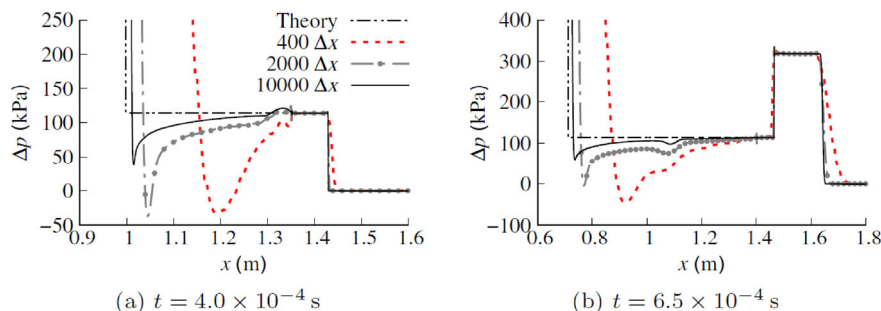 250
200
150
100
50
0
−50
0.9
1
1.1
1.2
1.3
1.4
1.5
1.6
Δp (kPa)
x (m)
Theory
400 Δx
2000 Δx
10000 Δx
(a) t = 4.0 × 10⁻⁴ s
400
300
200
100
0
−100
0.6
0.8
1
1.2
1.4
1.6
1.8
Δp (kPa)
x (m)
(b) t = 6.5 × 10⁻⁴ s